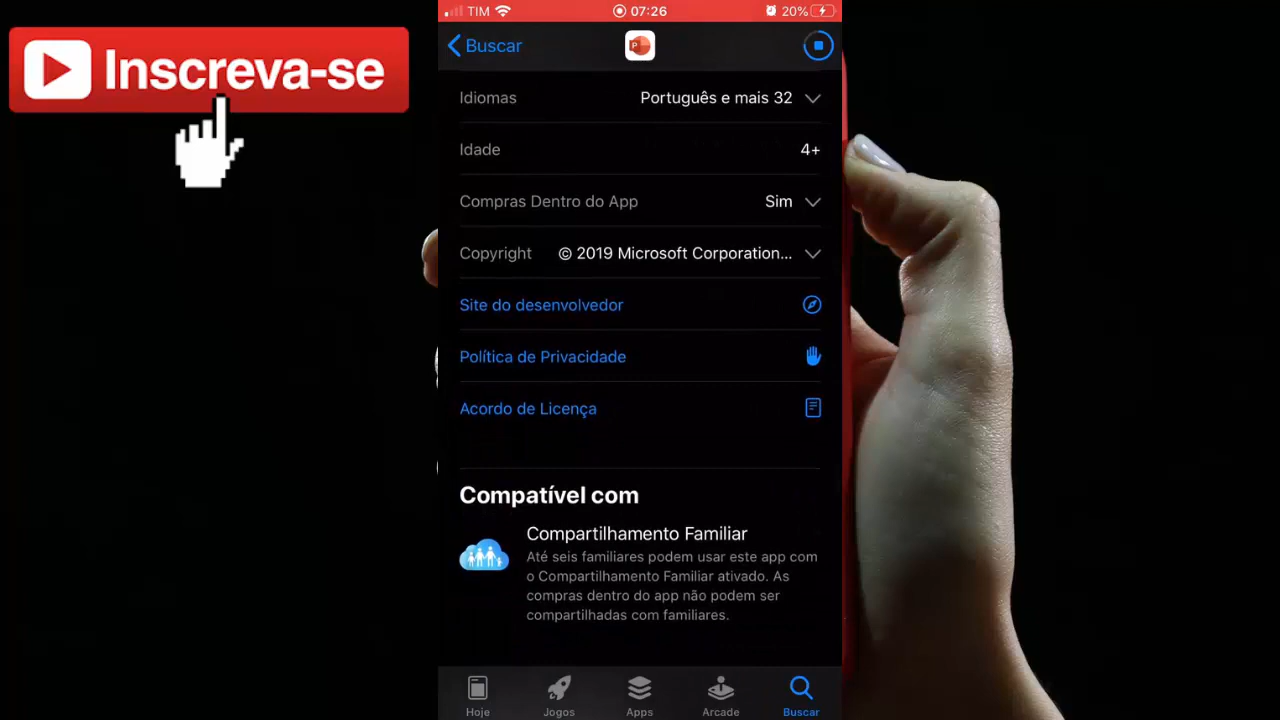 Inscreva-se
TIM 07:26 20%
Buscar
P
Idiomas Português e mais 32
Idade 4+
Compras Dentro do App Sim
Copyright © 2019 Microsoft Corporation...
Site do desenvolvedor
Política de Privacidade
Acordo de Licença
Compatível com
Compartilhamento Familiar
Até seis familiares podem usar este app com
o Compartilhamento Familiar ativado. As
compras dentro do app não podem ser
compartilhadas com familiares.
Hoje Jogos Apps Arcade Buscar